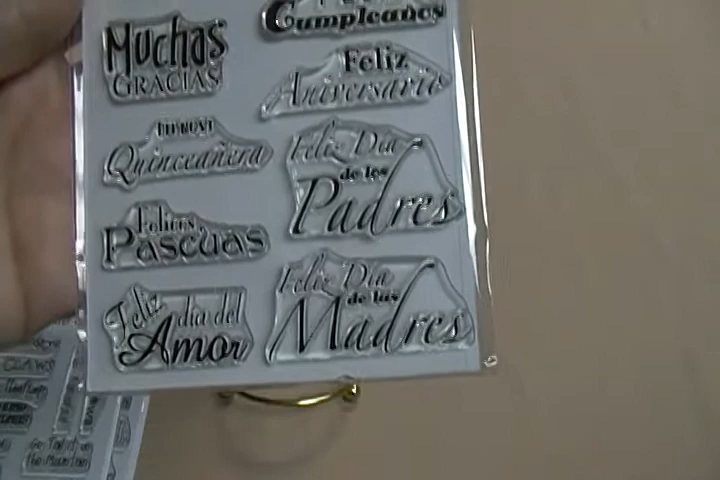 Muchas
GRACIAS
Quinceañera
Felices
Pascuas
Feliz día del
Amor
Cumpleaños
Feliz
Aniversario
Feliz Día
de los
Padres
Feliz Día
de las
Madres